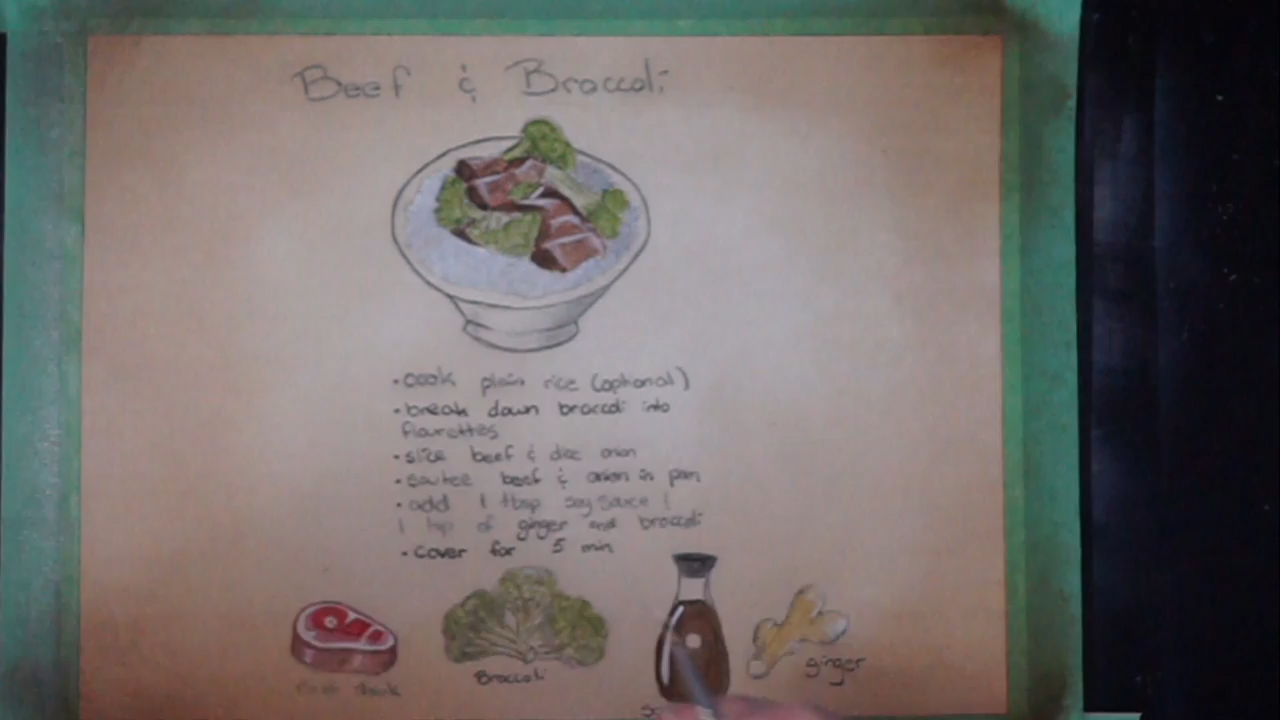 Beef & Broccoli
• cook plain rice (optional)
• break down broccoli into
flourettes
• slice beef & dice onion
• sautee beef & onion in pan
• add 1 tbsp soy sauce
1 tsp of ginger and broccoli
• cover for 5 min
Broccoli
ginger